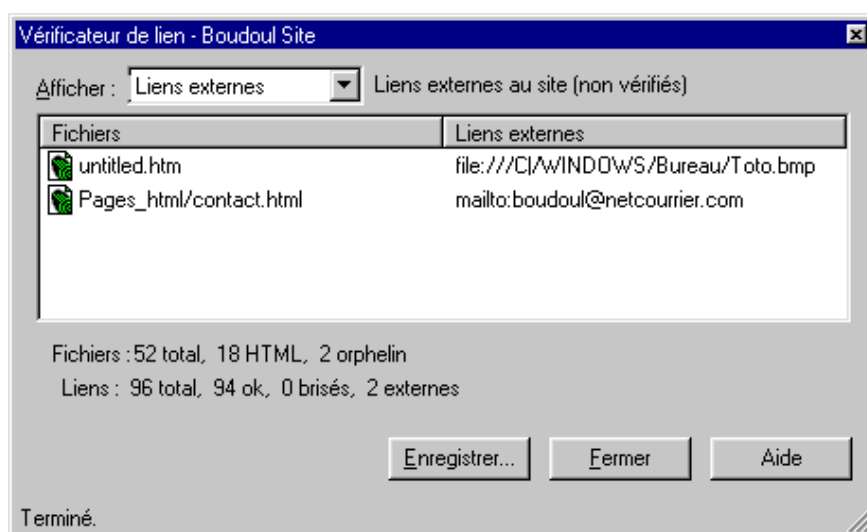 Vérificateur de lien - Boudoul Site
Afficher : Liens externes Liens externes au site (non vérifiés)
Fichiers Liens externes
untitled.htm file:///C|/WINDOWS/Bureau/Toto.bmp
Pages_html/contact.html mailto:boudoul@netcourrier.com
Fichiers : 52 total, 18 HTML, 2 orphelin
Liens : 96 total, 94 ok, 0 brisés, 2 externes
Enregistrer... Fermer Aide
Terminé.